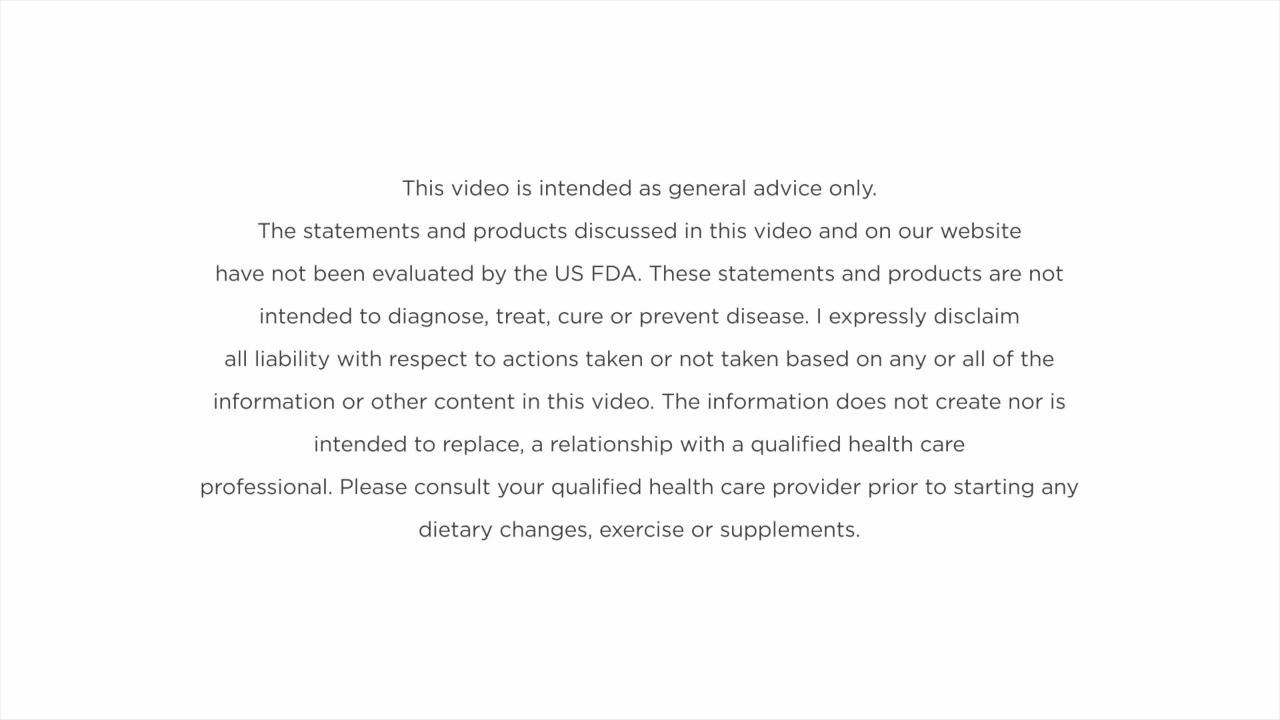 This video is intended as general advice only.
The statements and products discussed in this video and on our website
have not been evaluated by the US FDA. These statements and products are not
intended to diagnose, treat, cure or prevent disease. I expressly disclaim
all liability with respect to actions taken or not taken based on any or all of the
information or other content in this video. The information does not create nor is
intended to replace, a relationship with a qualified health care
professional. Please consult your qualified health care provider prior to starting any
dietary changes, exercise or supplements.